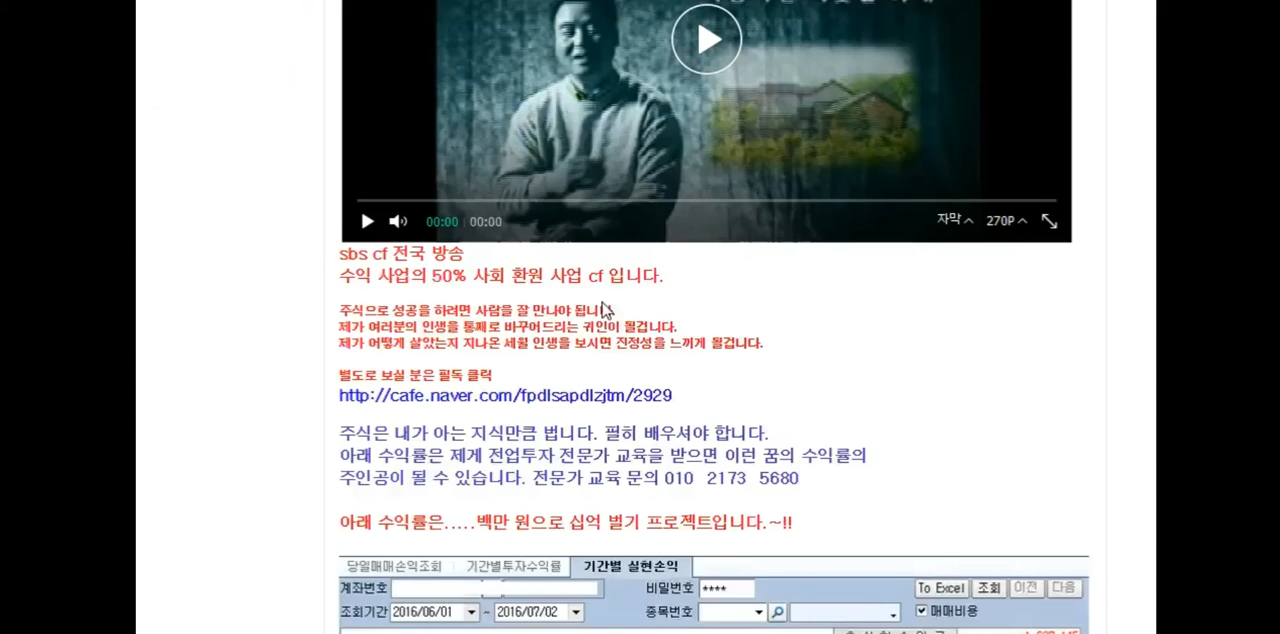 00:00 00:00 자막 270P
sbs cf 전국 방송
수익 사업의 50% 사회 환원 사업 cf 입니다.
주식으로 성공을 하려면 사람을 잘 만나야 됩니
제가 여러분의 인생을 통째로 바꾸어드리는 귀인이 될겁니다.
제가 어떻게 살았는지 지나온 세월 인생을 보시면 진정성을 느끼게 될겁니다.
별도로 보실 분은 필독 클릭
http://cafe.naver.com/fpdlsapdlzjtm/2929
주식은 내가 아는 지식만큼 법니다. 필히 배우셔야 합니다.
아래 수익률은 제게 전업투자 전문가 교육을 받으면 이런 꿈의 수익률의
주인공이 될 수 있습니다. 전문가 교육 문의 010 2173 5680
아래 수익률은.....백만 원으로 십억 벌기 프로젝트입니다.~!!
당일매매손익조회 기간별투자수익률 기간별 실현손익
계좌번호 비밀번호 **** To Excel 조회 이전 다음
조회기간 2016/06/01 ~ 2016/07/02 종목번호 매매비용